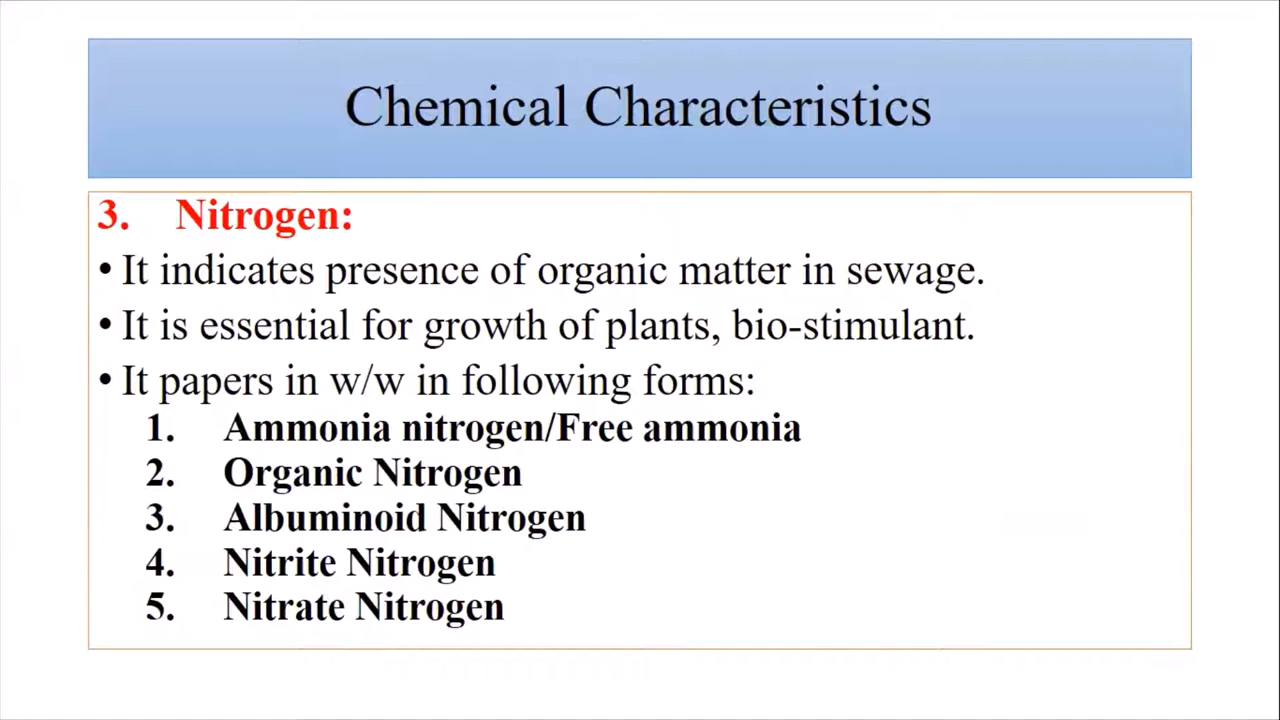 Chemical Characteristics
3. Nitrogen:
• It indicates presence of organic matter in sewage.
• It is essential for growth of plants, bio-stimulant.
• It papers in w/w in following forms:
1. Ammonia nitrogen/Free ammonia
2. Organic Nitrogen
3. Albuminoid Nitrogen
4. Nitrite Nitrogen
5. Nitrate Nitrogen